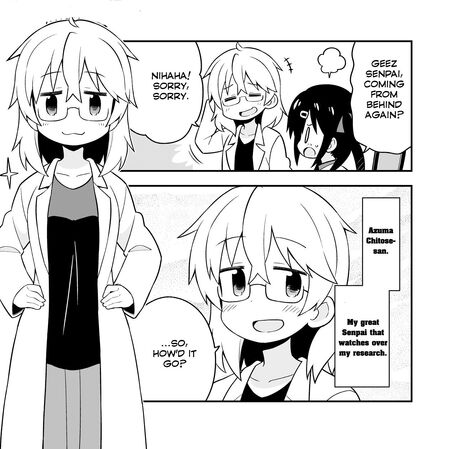 GEEZ
SENPAI,
COMING
FROM
BEHIND
AGAIN?
NIHAHA!
SORRY,
SORRY.
Azuma
Chitose-
san.
My great
Senpai that
watches over
my research.
...SO,
HOW'D IT
GO?